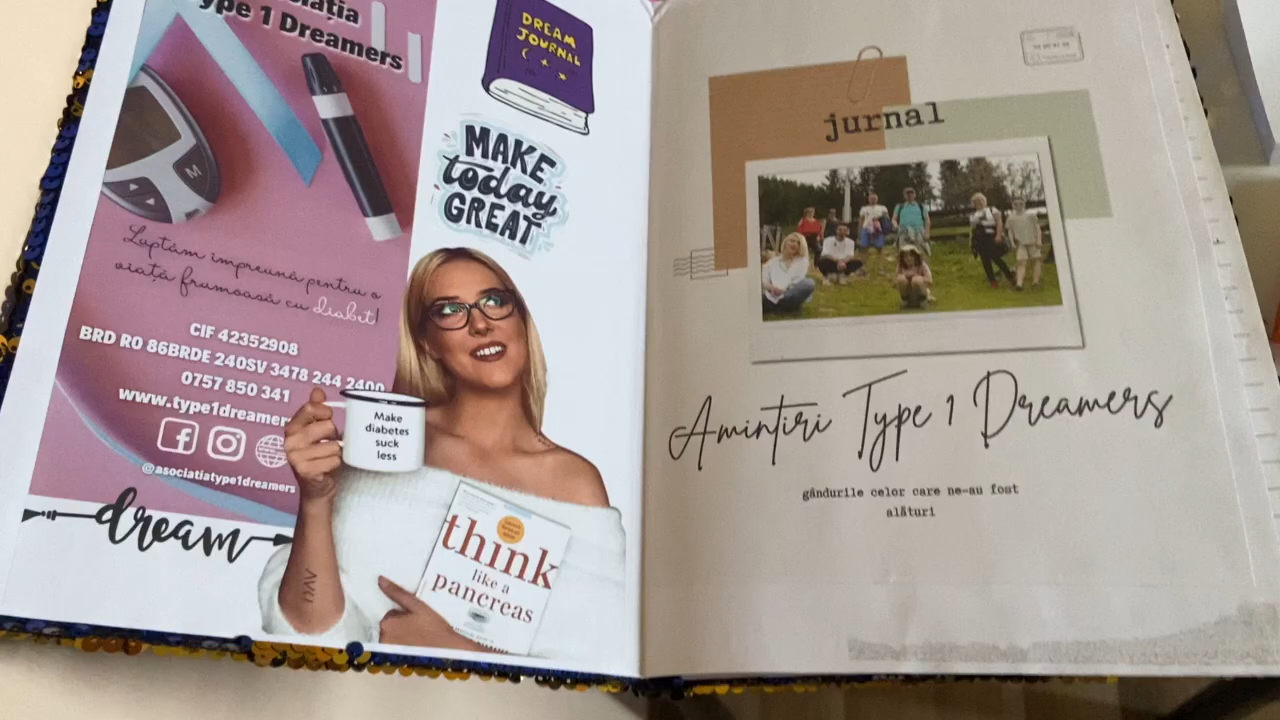 Type 1 Dreamers
M
Luptăm împreună pentru o
viață frumoasă cu diabet!
CIF 42352908
BRD RO 86BRDE 240SV 3478 244 2400
0757 850 341
www.type1dreamers
@asociatiatype1dreamers
dream
DREAM
JOURNAL
MAKE
today
GREAT
Make
diabetes
suck
less
think
like a
pancreas
jurnal
Amintiri Type 1 Dreamers
gândurile celor care ne-au fost
alături